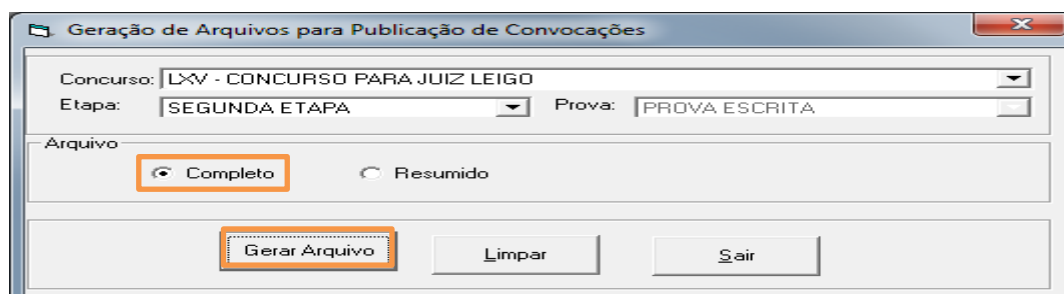 Geração de Arquivos para Publicação de Convocações
Concurso: LXV - CONCURSO PARA JUIZ LEIGO
Etapa: SEGUNDA ETAPA Prova: PROVA ESCRITA
Arquivo
Completo Resumido
Gerar Arquivo Limpar Sair